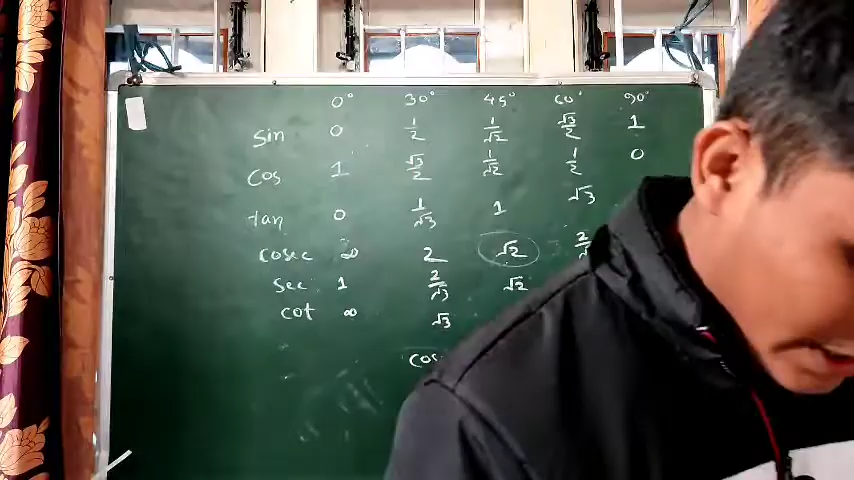 0° 30° 45° 60° 90°
sin 0 1/2 1/√2 √3/2 1
cos 1 √3/2 1/√2 1/2 0
tan 0 1/√3 1 √3
cosec ∞ 2 √2
sec 1 2/√3 √2
cot ∞ √3
cos